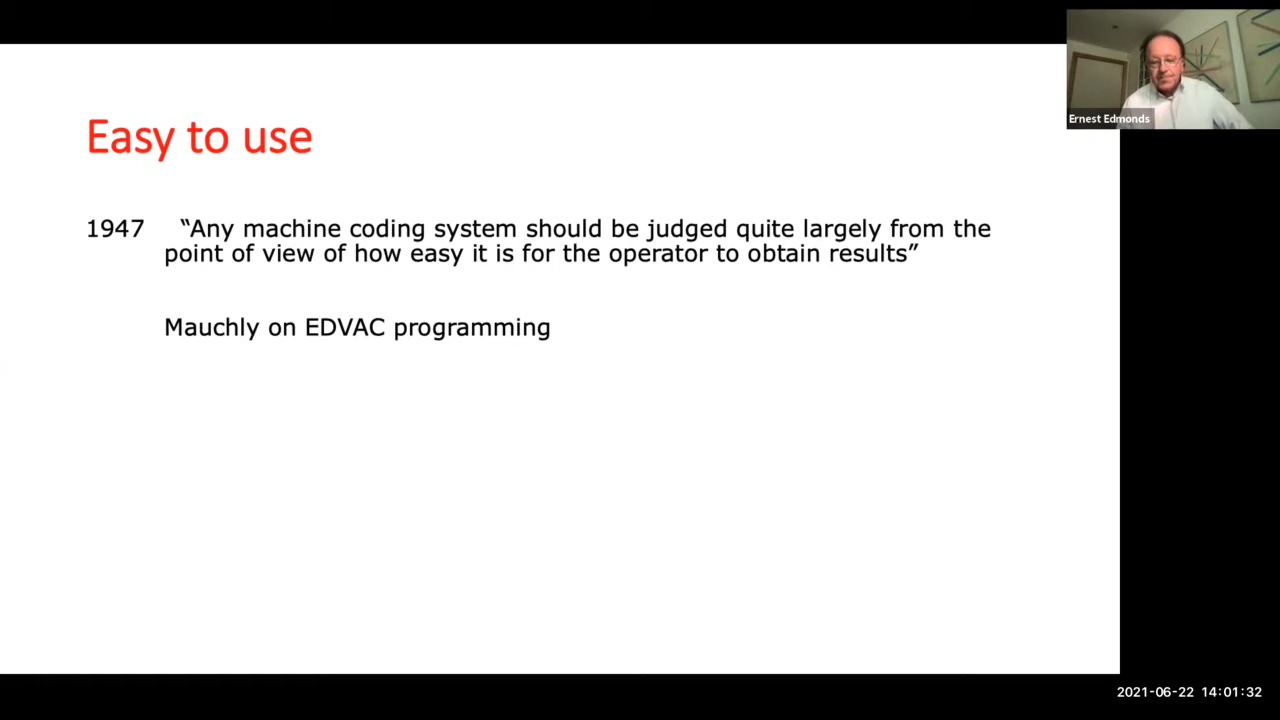 Easy to use
1947 “Any machine coding system should be judged quite largely from the
point of view of how easy it is for the operator to obtain results”
Mauchly on EDVAC programming
Ernest Edmonds
2021-06-22 14:01:32